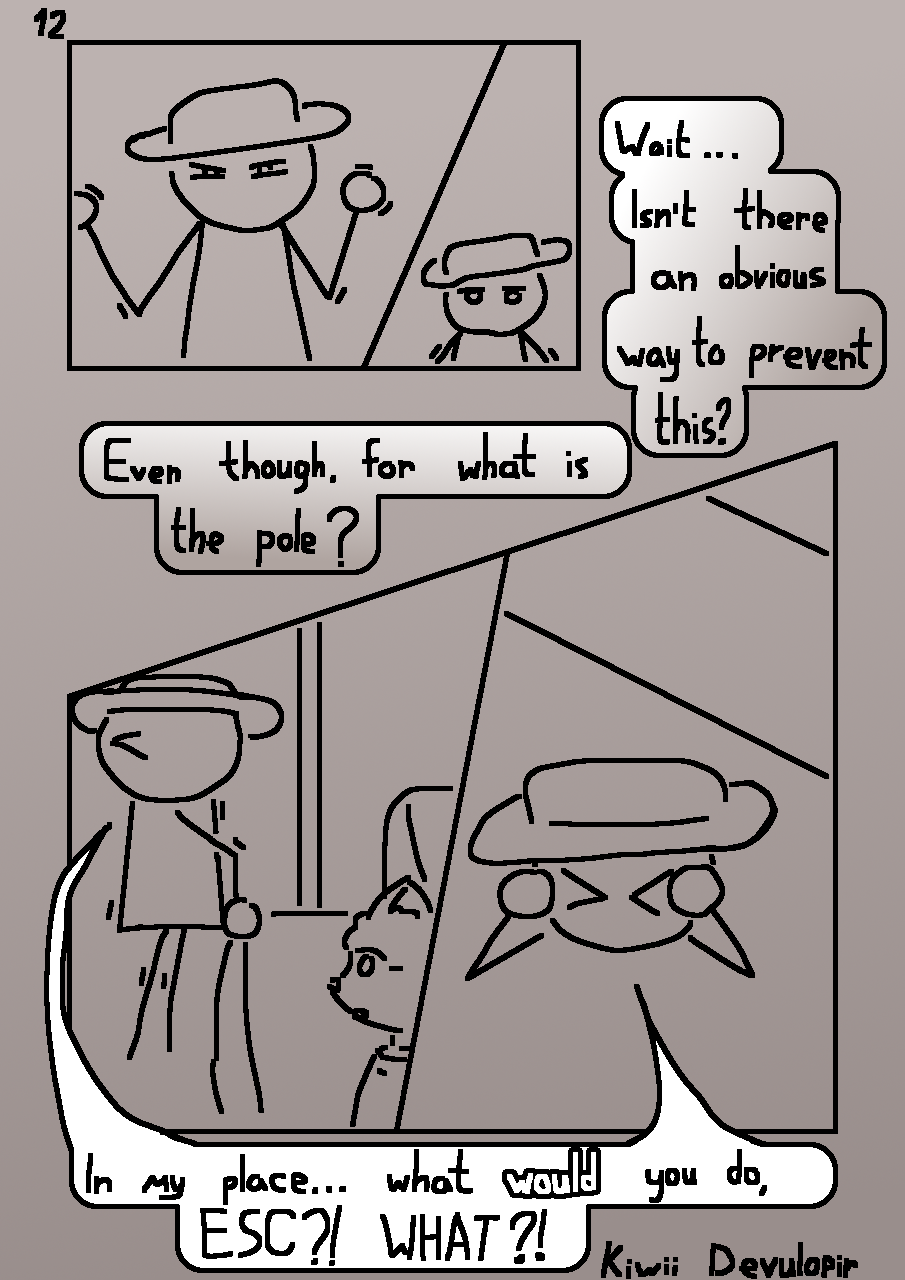 12
Wait...
Isn't there
an obvious
way to prevent
this?
Even though, for what is
the pole?
In my place... what would you do,
ESC?! WHAT?!
Kiwii Devulopir